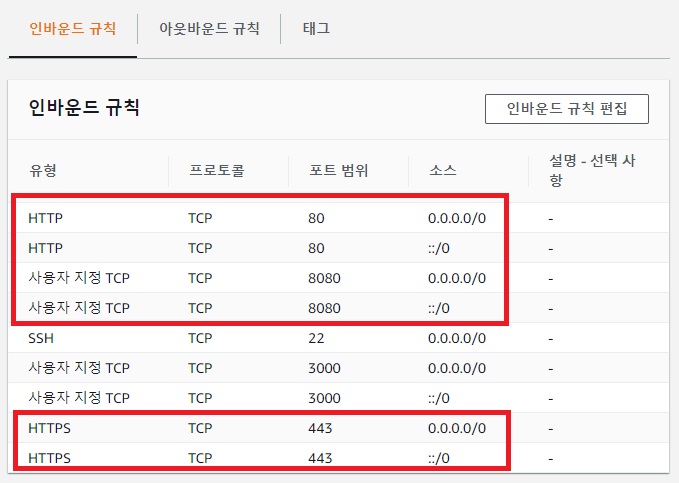 인바운드 규칙 아웃바운드 규칙 태그
인바운드 규칙 인바운드 규칙 편집
유형 프로토콜 포트 범위 소스 설명 - 선택 사
항
HTTP TCP 80 0.0.0.0/0 -
HTTP TCP 80 ::/0 -
사용자 지정 TCP TCP 8080 0.0.0.0/0 -
사용자 지정 TCP TCP 8080 ::/0 -
SSH TCP 22 0.0.0.0/0 -
사용자 지정 TCP TCP 3000 0.0.0.0/0 -
사용자 지정 TCP TCP 3000 ::/0 -
HTTPS TCP 443 0.0.0.0/0 -
HTTPS TCP 443 ::/0 -